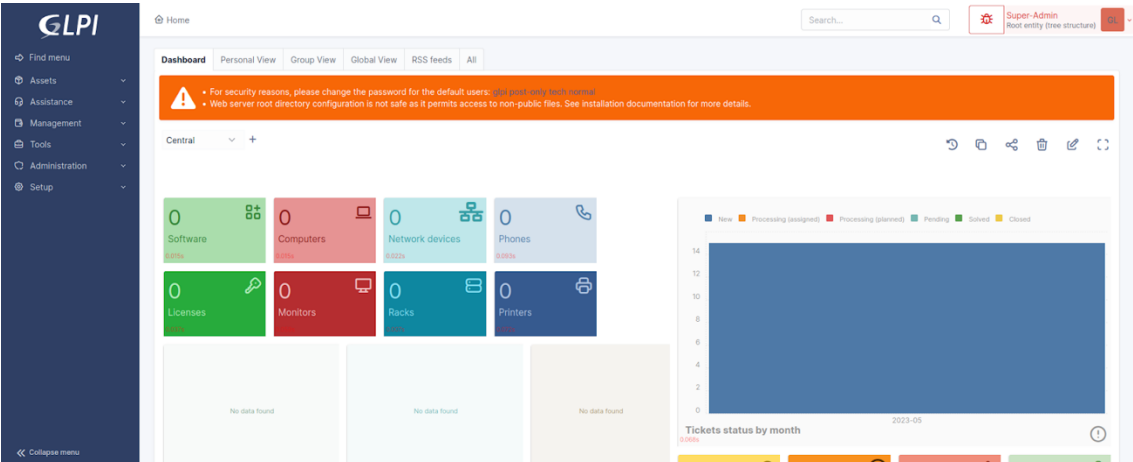 GLPI
Home
Search...
Super-Admin
Root entity (tree structure)
GL
Find menu
Assets
Assistance
Management
Tools
Administration
Setup
Collapse menu
Dashboard Personal View Group View Global View RSS feeds All
• For security reasons, please change the password for the default users: glpi post-only tech normal
• Web server root directory configuration is not safe as it permits access to non-public files. See installation documentation for more details.
Central
0
Software
0.015s
0
Computers
0
Network devices
0.022s
0
Phones
0
Licenses
0
Monitors
0
Racks
0
Printers
No data found
No data found
No data found
New Processing (assigned) Processing (planned) Pending Solved Closed
14
12
10
8
6
4
2
0
2023-05
Tickets status by month